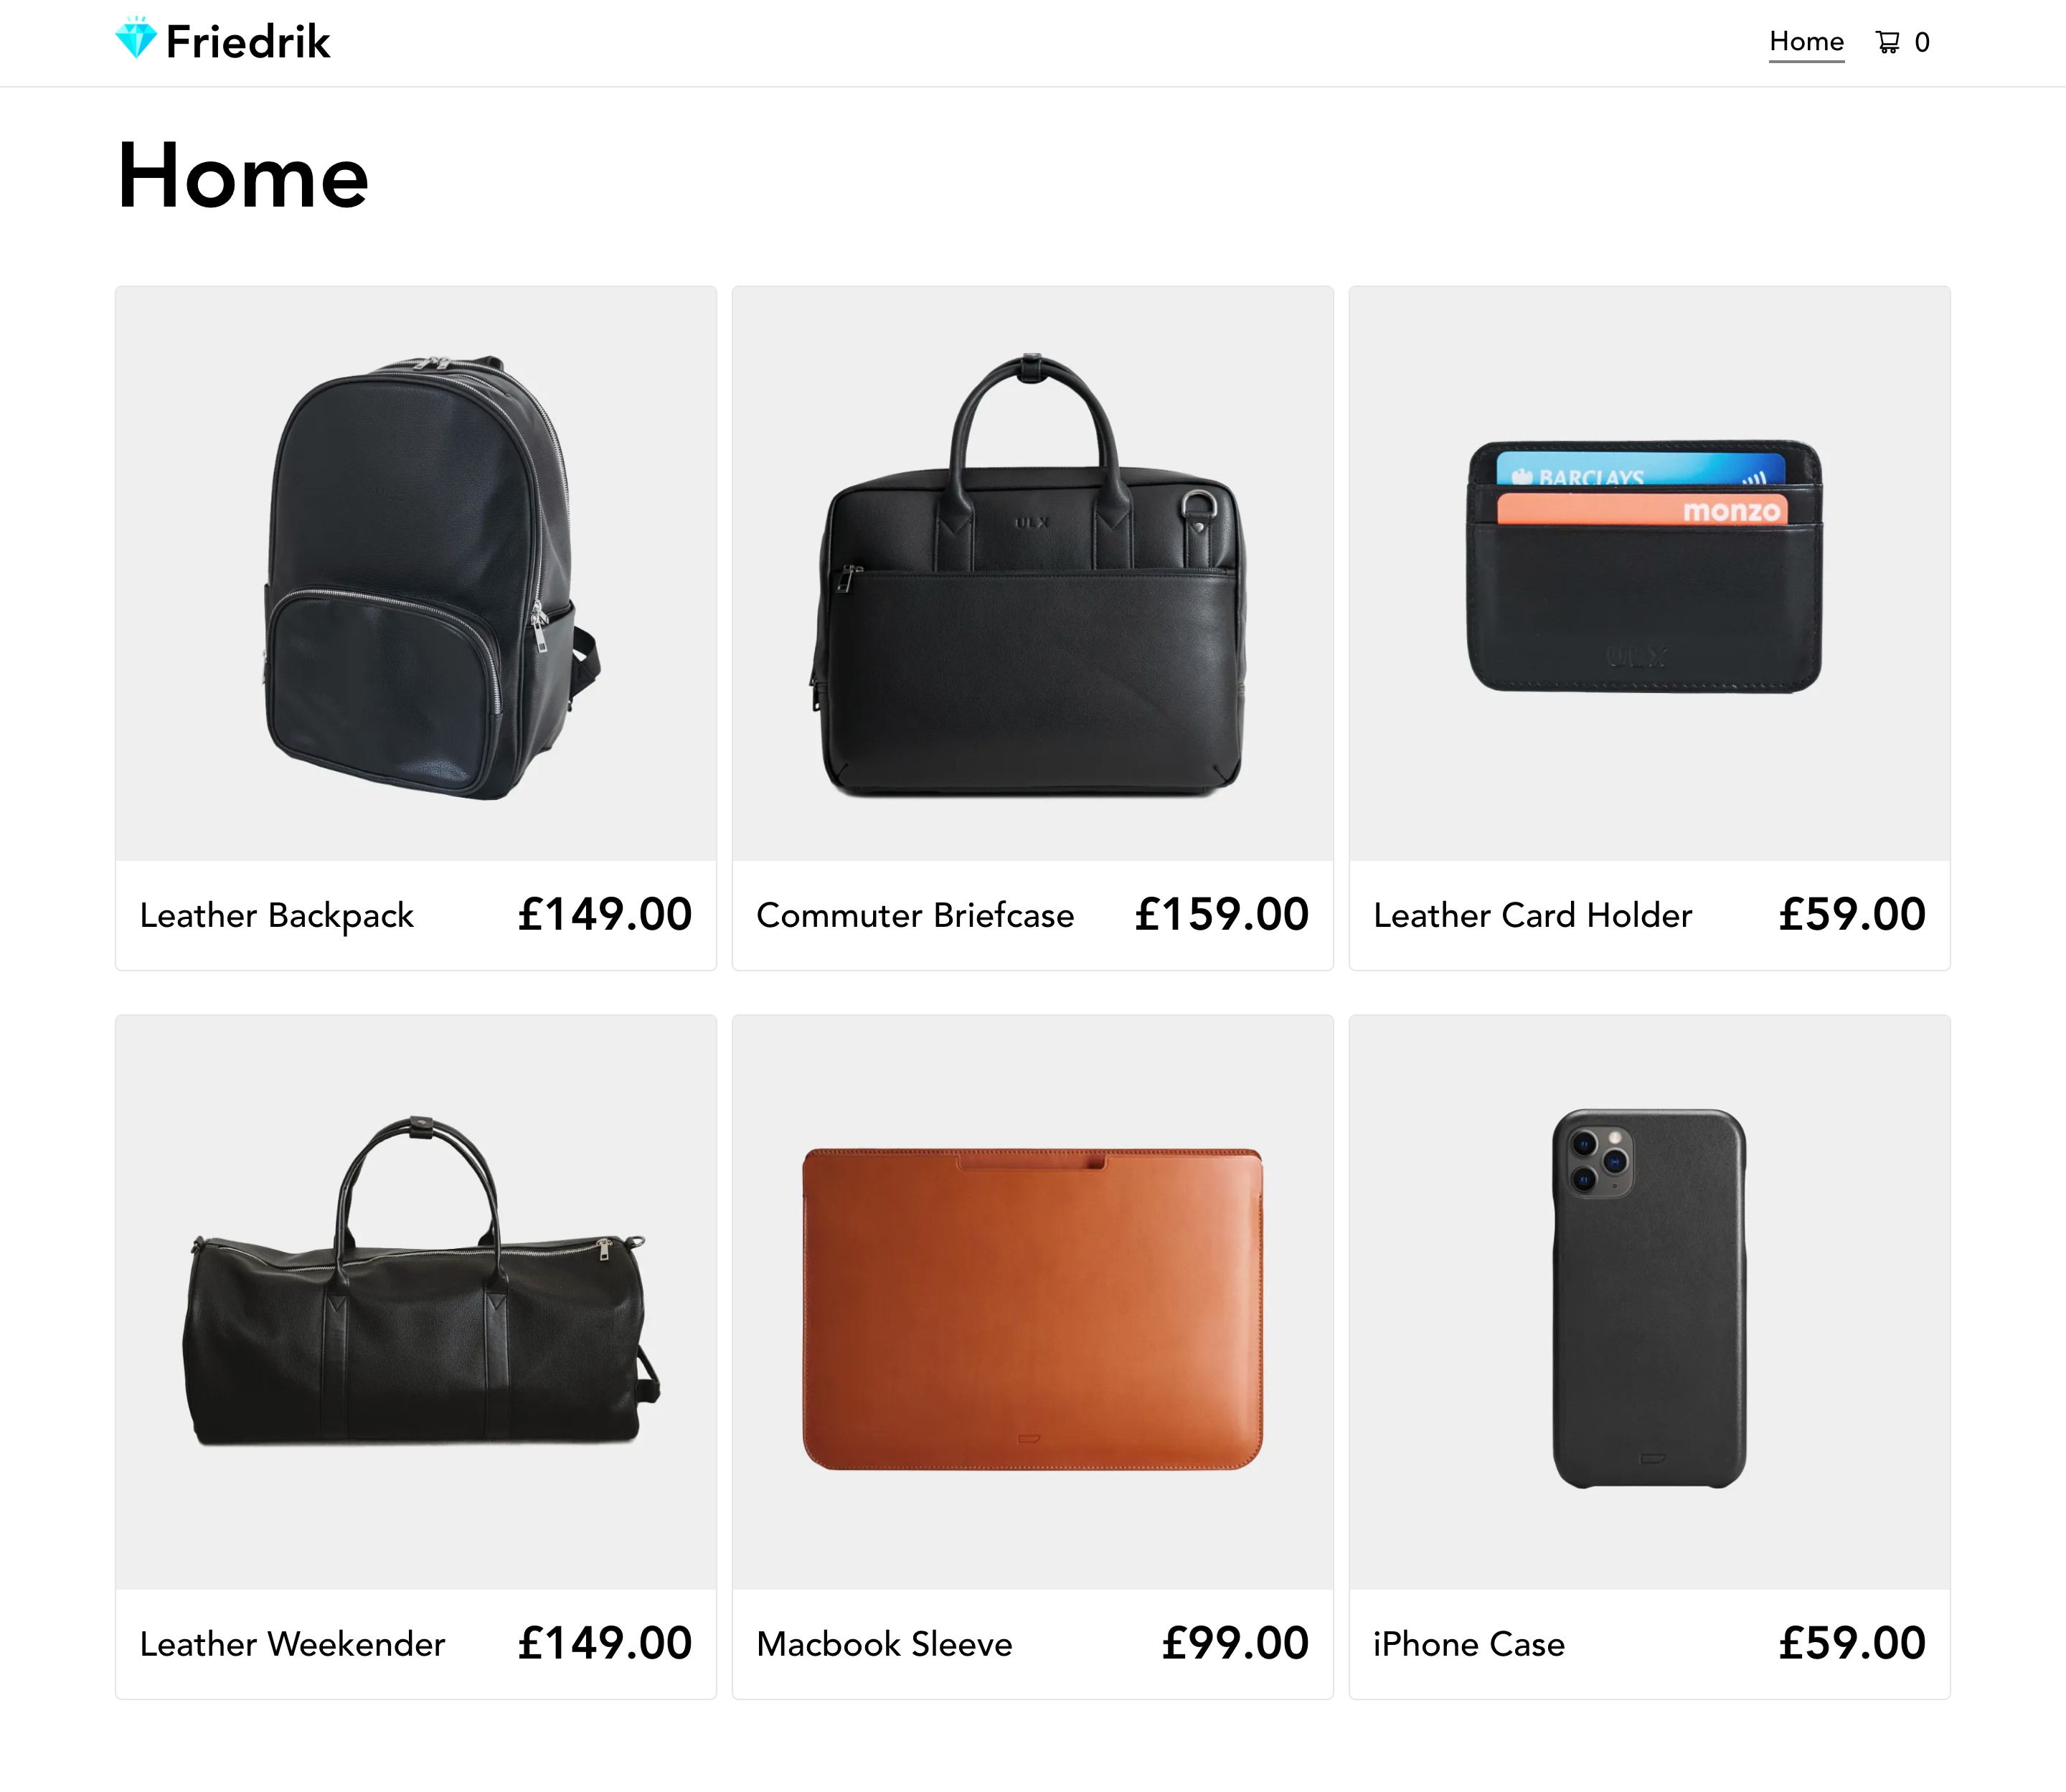 Friedrik
Home
0
Home
ULX
BARCLAYS
monzo
ULX
Leather Backpack
£149.00
Commuter Briefcase
£159.00
Leather Card Holder
£59.00
Leather Weekender
£149.00
Macbook Sleeve
£99.00
iPhone Case
£59.00